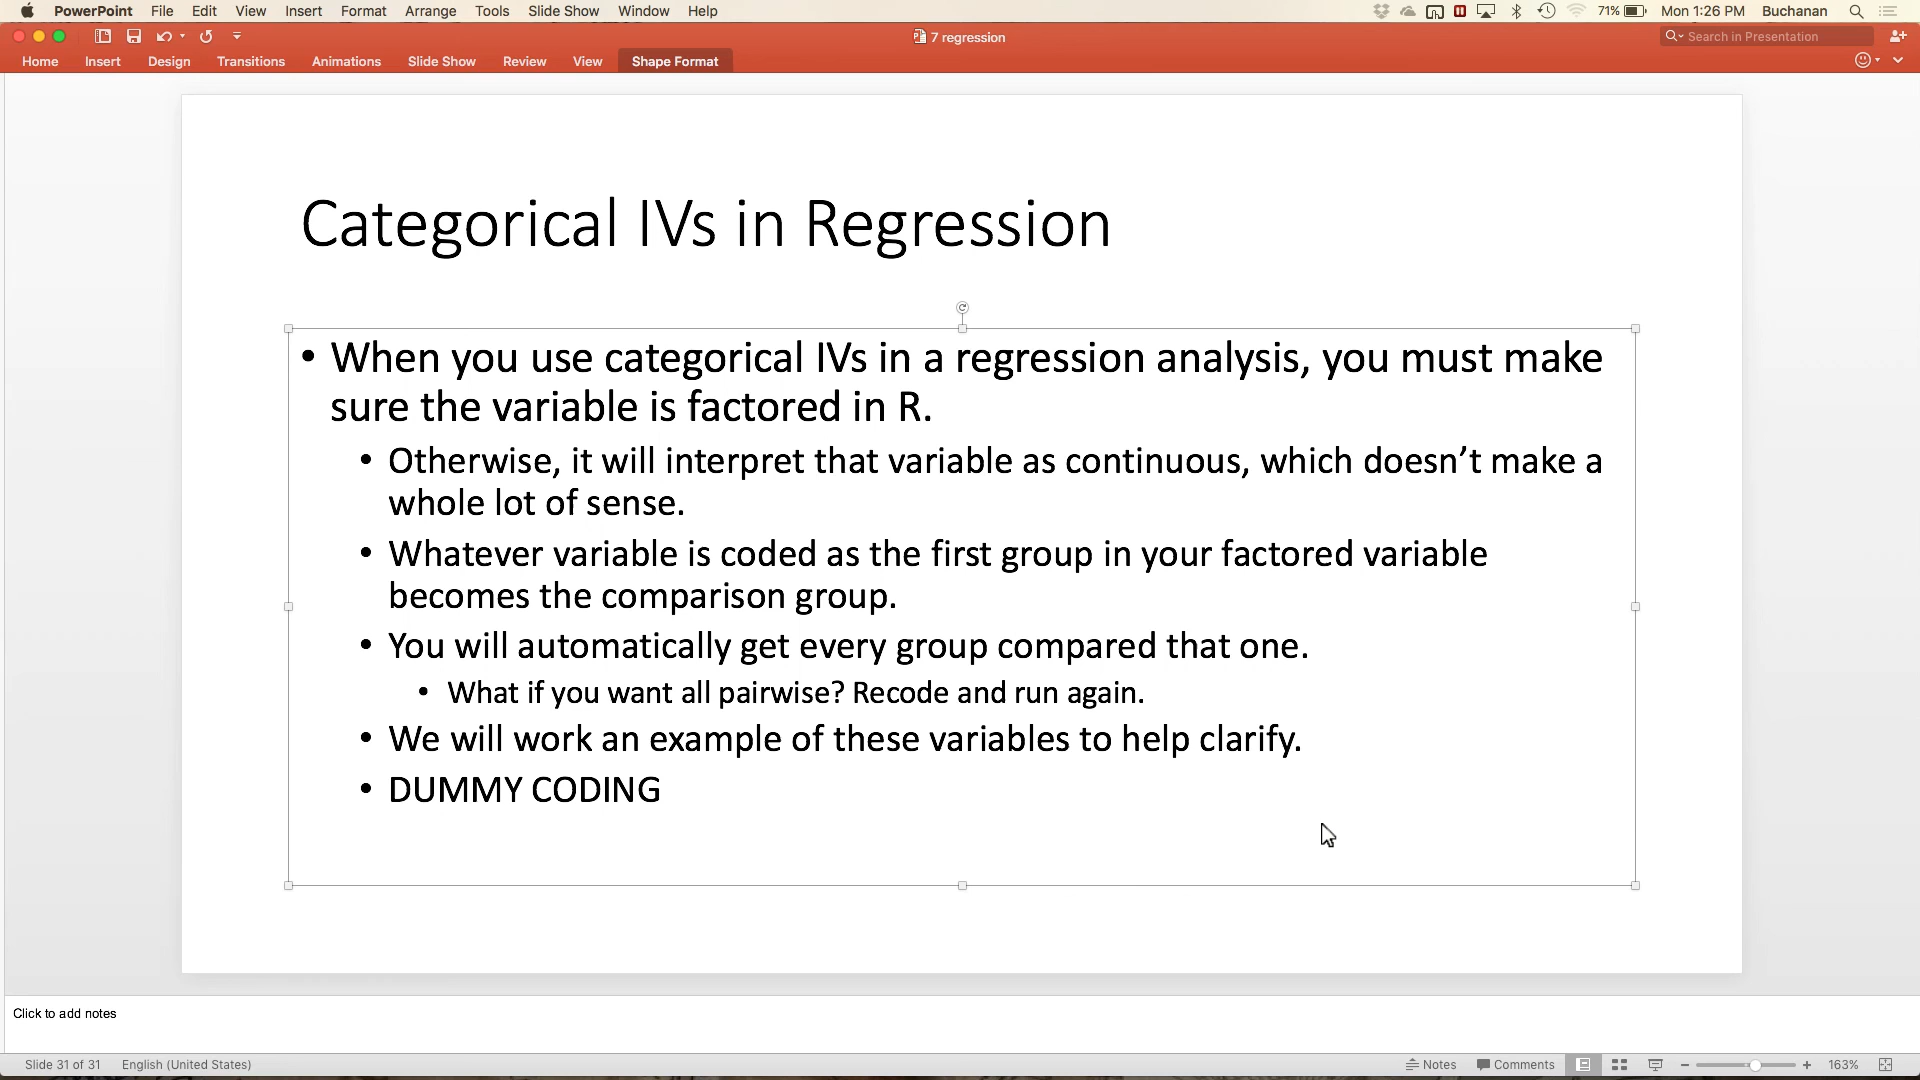 PowerPoint File Edit View Insert Format Arrange Tools Slide Show Window Help 71% Mon 1:26 PM Buchanan
7 regression Search in Presentation
Home Insert Design Transitions Animations Slide Show Review View Shape Format
Categorical IVs in Regression
• When you use categorical IVs in a regression analysis, you must make
sure the variable is factored in R.
• Otherwise, it will interpret that variable as continuous, which doesn’t make a
whole lot of sense.
• Whatever variable is coded as the first group in your factored variable
becomes the comparison group.
• You will automatically get every group compared that one.
• What if you want all pairwise? Recode and run again.
• We will work an example of these variables to help clarify.
• DUMMY CODING
Click to add notes
Slide 31 of 31 English (United States) Notes Comments 163%